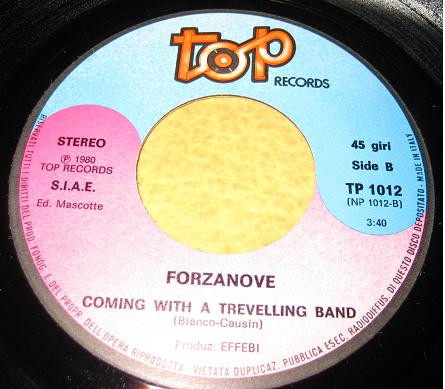 top
RECORDS
STEREO
℗ 1980
TOP RECORDS
S.I.A.E.
Ed. Mascotte
45 giri
Side B
TP 1012
(NP 1012-B)
3:40
FORZANOVE
COMING WITH A TREVELLING BAND
(Bianco-Causin)
Produz: EFFEBI
RISERVATI TUTTI I DIRITTI DEL PROD. FONOG. E DEL PROPR. DELL'OPERA RIPRODOTTA - VIETATA DUPLICAZ. PUBBLICA ESEC. RADIODIFFUS. DI QUESTO DISCO DEPOSITATO - MADE IN ITALY